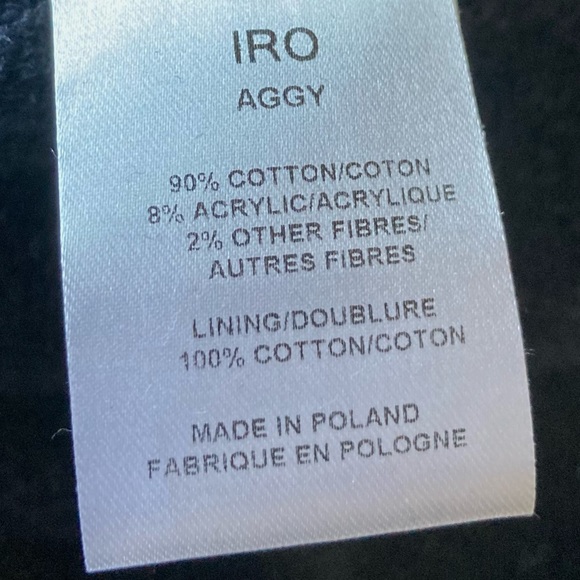 IRO
AGGY
90% COTTON/COTON
8% ACRYLIC/ACRYLIQUE
2% OTHER FIBRES/
AUTRES FIBRES
LINING/DOUBLURE
100% COTTON/COTON
MADE IN POLAND
FABRIQUE EN POLOGNE